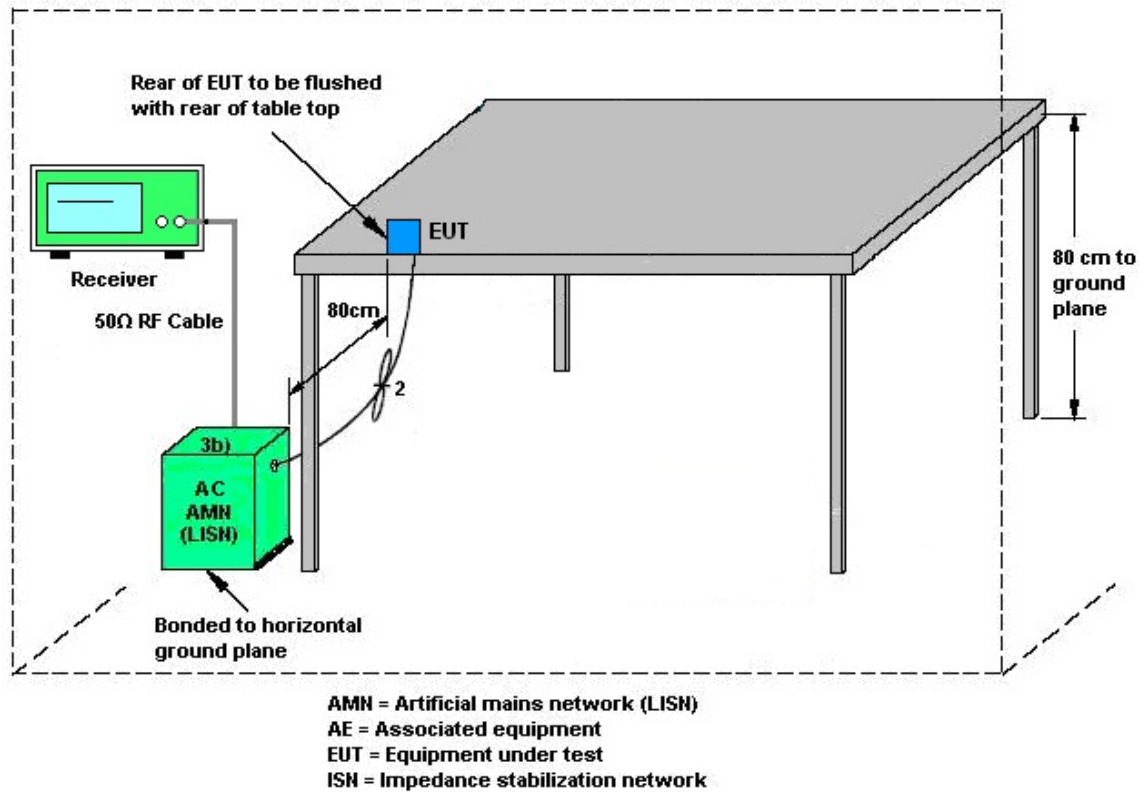 Rear of EUT to be flushed
with rear of table top
EUT
Receiver
50Ω RF Cable
80cm
2
80 cm to
ground
plane
3b)
AC
AMN
(LISN)
Bonded to horizontal
ground plane
AMN = Artificial mains network (LISN)
AE = Associated equipment
EUT = Equipment under test
ISN = Impedance stabilization network